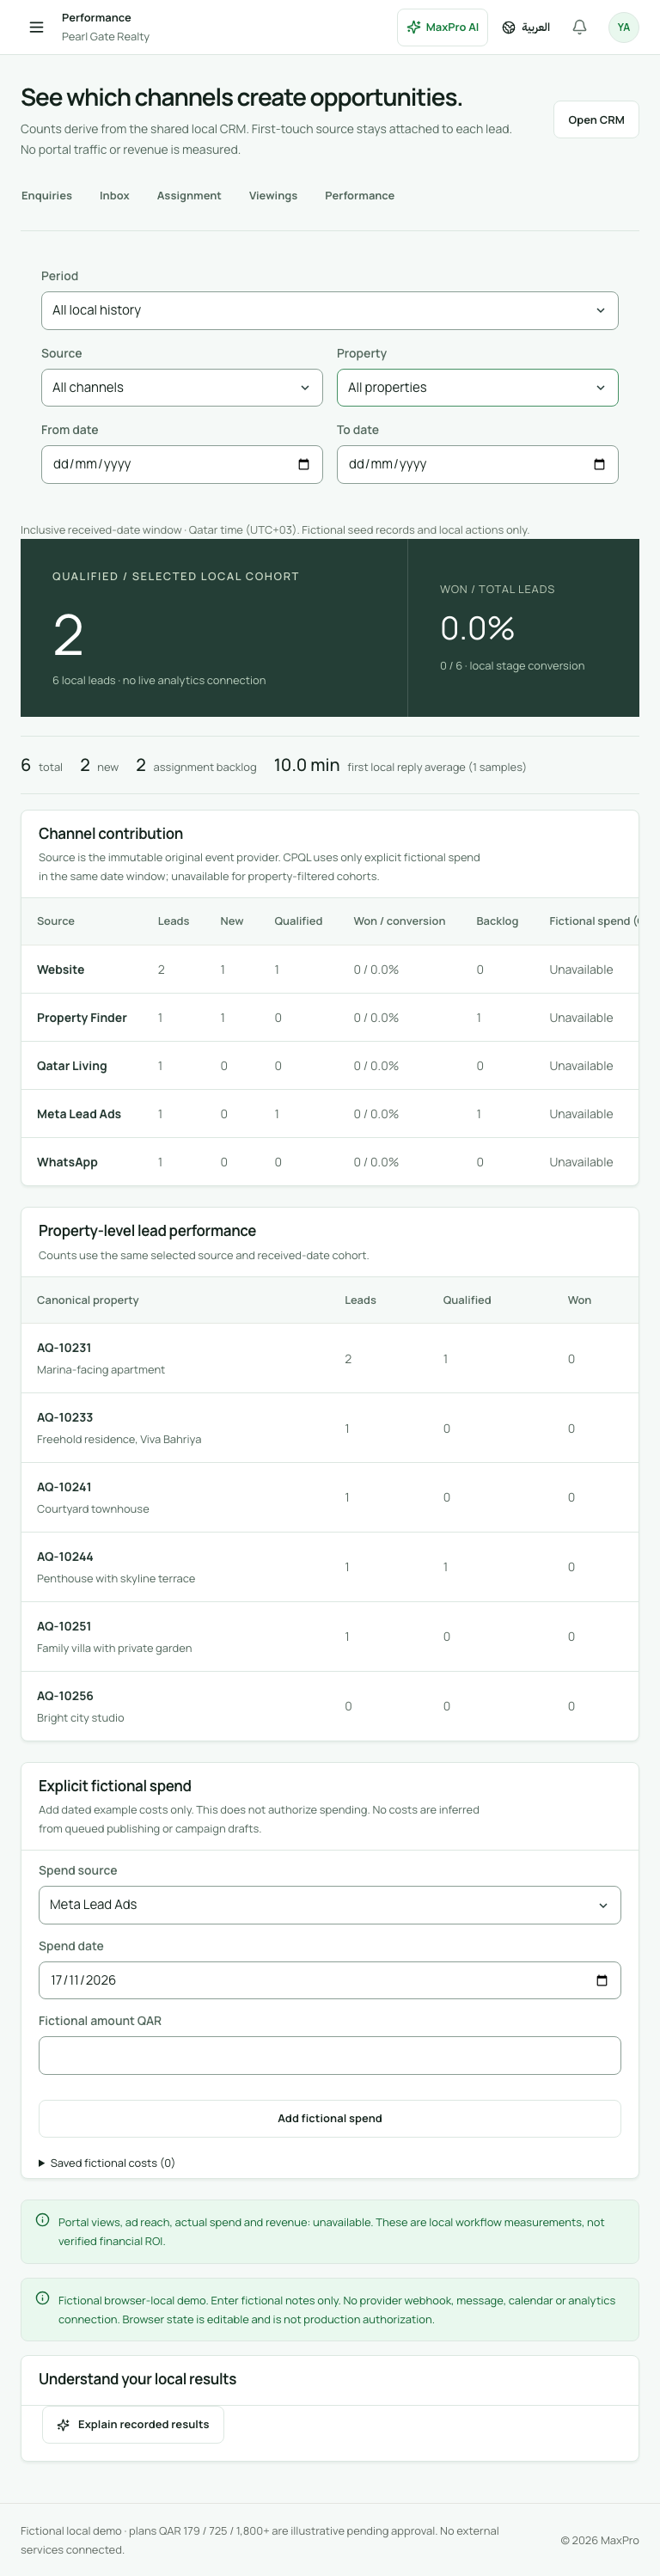 Performance
Pearl Gate Realty
MaxPro AI
العربية
YA
See which channels create opportunities.
Counts derive from the shared local CRM. First-touch source stays attached to each lead.
No portal traffic or revenue is measured.
Open CRM
Enquiries Inbox Assignment Viewings Performance
Period
All local history
Source Property
All channels All properties
From date To date
dd/mm/yyyy dd/mm/yyyy
Inclusive received-date window · Qatar time (UTC+03). Fictional seed records and local actions only.
QUALIFIED / SELECTED LOCAL COHORT
2
6 local leads · no live analytics connection
WON / TOTAL LEADS
0.0%
0 / 6 · local stage conversion
6 total 2 new 2 assignment backlog 10.0 min first local reply average (1 samples)
Channel contribution
Source is the immutable original event provider. CPQL uses only explicit fictional spend
in the same date window; unavailable for property-filtered cohorts.
Source Leads New Qualified Won / conversion Backlog Fictional spend
Website 2 1 1 0 / 0.0% 0 Unavailable
Property Finder 1 1 0 0 / 0.0% 1 Unavailable
Qatar Living 1 0 0 0 / 0.0% 0 Unavailable
Meta Lead Ads 1 0 1 0 / 0.0% 1 Unavailable
WhatsApp 1 0 0 0 / 0.0% 0 Unavailable
Property-level lead performance
Counts use the same selected source and received-date cohort.
Canonical property Leads Qualified Won
AQ-10231
Marina-facing apartment
2 1 0
AQ-10233
Freehold residence, Viva Bahriya
1 0 0
AQ-10241
Courtyard townhouse
1 0 0
AQ-10244
Penthouse with skyline terrace
1 1 0
AQ-10251
Family villa with private garden
1 0 0
AQ-10256
Bright city studio
0 0 0
Explicit fictional spend
Add dated example costs only. This does not authorize spending. No costs are inferred
from queued publishing or campaign drafts.
Spend source
Meta Lead Ads
Spend date
17/11/2026
Fictional amount QAR
Add fictional spend
Saved fictional costs (0)
Portal views, ad reach, actual spend and revenue: unavailable. These are local workflow measurements, not
verified financial ROI.
Fictional browser-local demo. Enter fictional notes only. No provider webhook, message, calendar or analytics
connection. Browser state is editable and is not production authorization.
Understand your local results
Explain recorded results
Fictional local demo · plans QAR 179 / 725 / 1,800+ are illustrative pending approval. No external
services connected.
© 2026 MaxPro